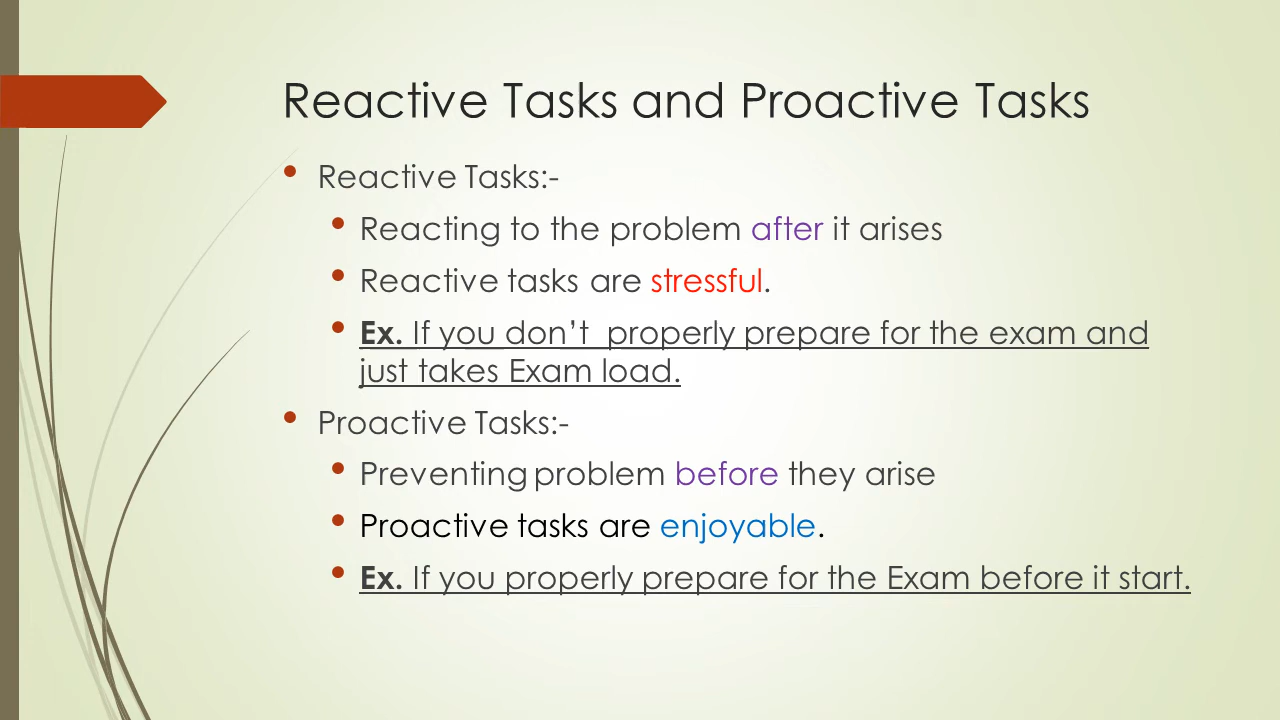 Reactive Tasks and Proactive Tasks
• Reactive Tasks:-
• Reacting to the problem after it arises
• Reactive tasks are stressful.
• Ex. If you don’t  properly prepare for the exam and
just takes Exam load.
• Proactive Tasks:-
• Preventing problem before they arise
• Proactive tasks are enjoyable.
• Ex. If you properly prepare for the Exam before it start.